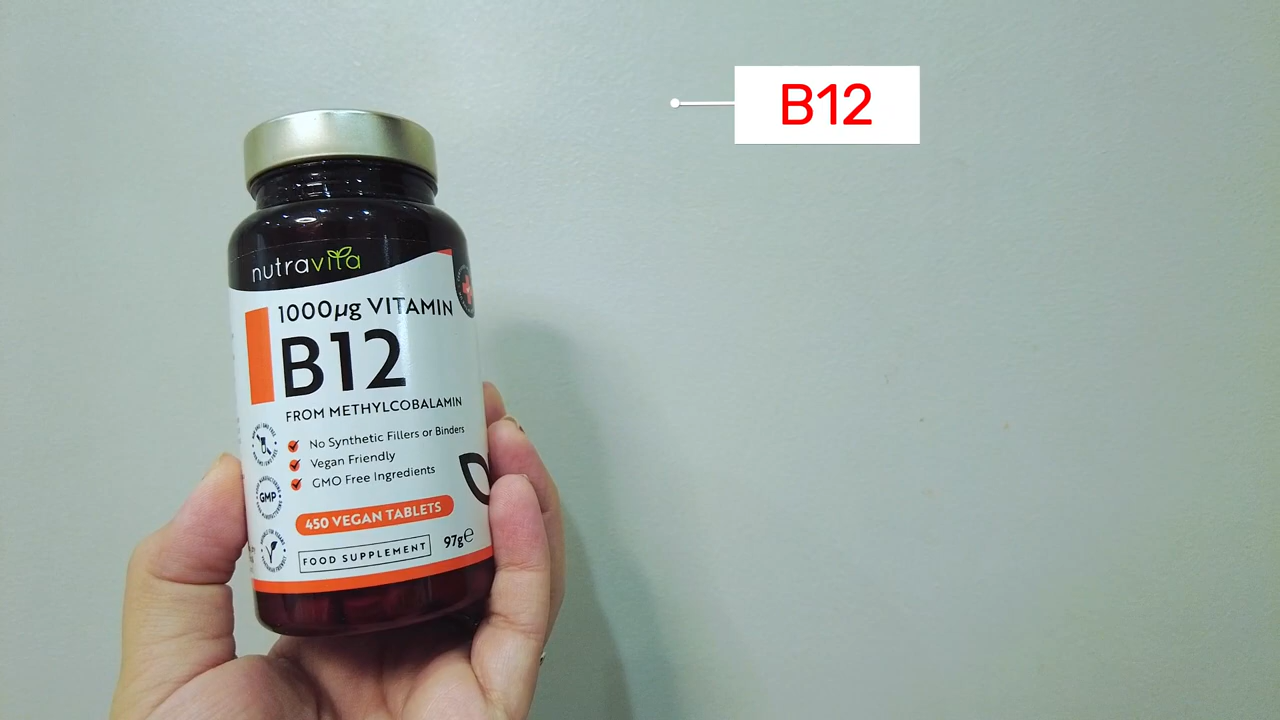 B12
nutravita
1000µg VITAMIN
B12
FROM METHYLCOBALAMIN
No Synthetic Fillers or Binders
Vegan Friendly
GMO Free Ingredients
GMP
450 VEGAN TABLETS
FOOD SUPPLEMENT
97g℮